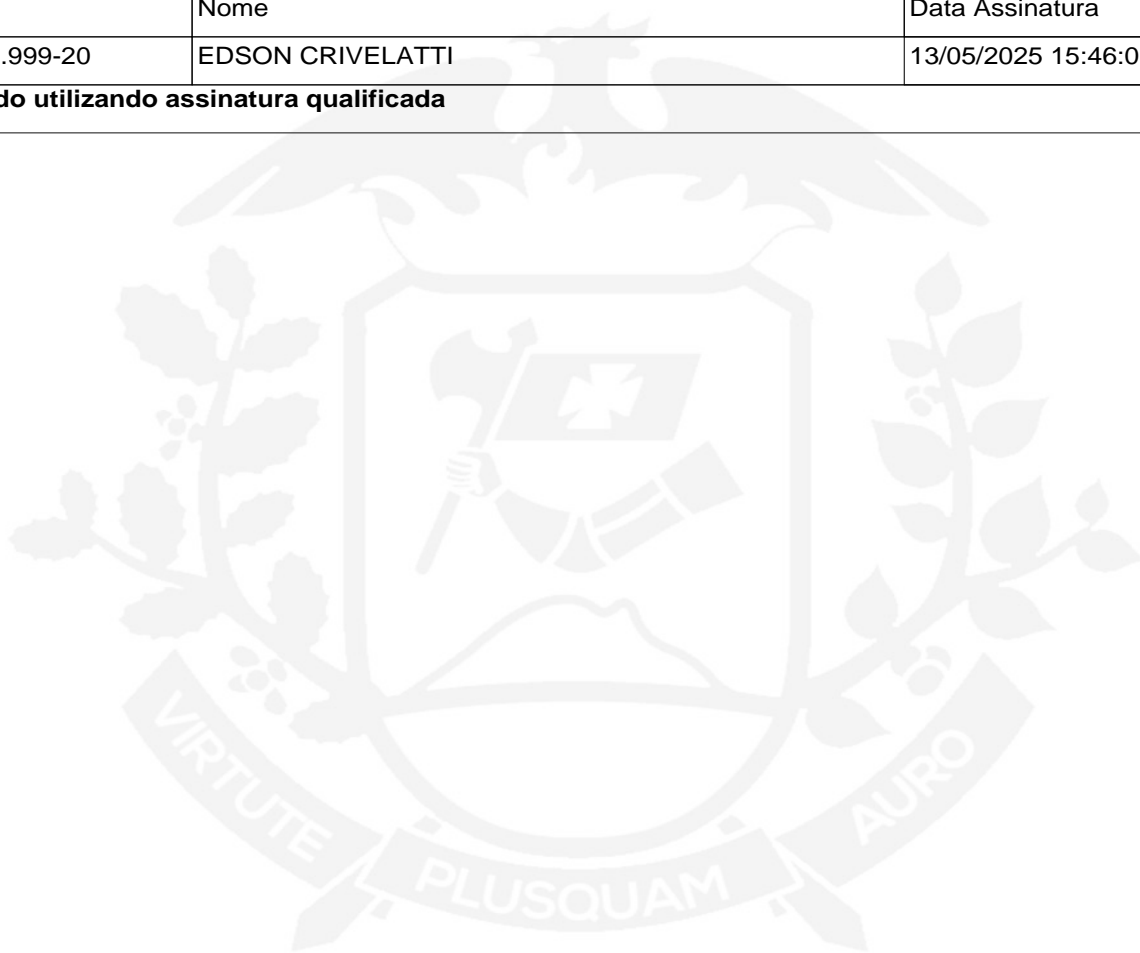 Nome Data Assinatura
.999-20 EDSON CRIVELATTI 13/05/2025 15:46:0
do utilizando assinatura qualificada
VIRTUTE PLUSQUAM AURO